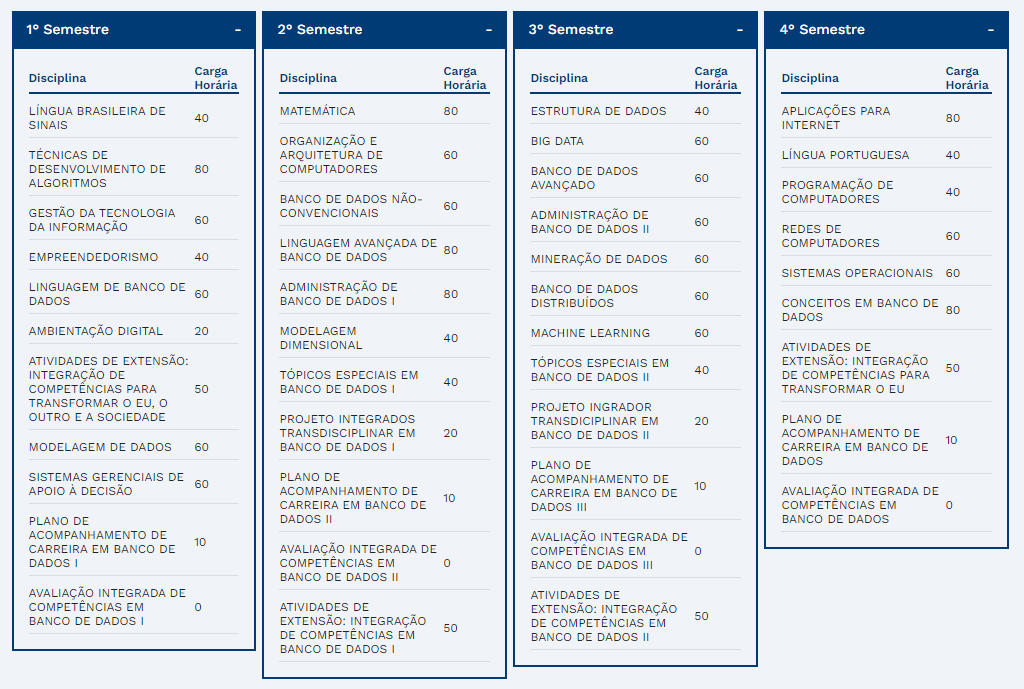 1º Semestre -
Disciplina
Carga
Horária
LÍNGUA BRASILEIRA DE
SINAIS
40
TÉCNICAS DE
DESENVOLVIMENTO DE
ALGORITMOS
80
GESTÃO DA TECNOLOGIA
DA INFORMAÇÃO
60
EMPREENDEDORISMO 40
LINGUAGEM DE BANCO DE
DADOS
60
AMBIENTAÇÃO DIGITAL 20
ATIVIDADES DE EXTENSÃO:
INTEGRAÇÃO DE
COMPETÊNCIAS PARA
TRANSFORMAR O EU, O
OUTRO E A SOCIEDADE
50
MODELAGEM DE DADOS 60
SISTEMAS GERENCIAIS DE
APOIO À DECISÃO
60
PLANO DE
ACOMPANHAMENTO DE
CARREIRA EM BANCO DE
DADOS I
10
AVALIAÇÃO INTEGRADA DE
COMPETÊNCIAS EM
BANCO DE DADOS I
0
2º Semestre -
Disciplina
Carga
Horária
MATEMÁTICA 80
ORGANIZAÇÃO E
ARQUITETURA DE
COMPUTADORES
60
BANCO DE DADOS NÃO-
CONVENCIONAIS
60
LINGUAGEM AVANÇADA DE
BANCO DE DADOS
80
ADMINISTRAÇÃO DE
BANCO DE DADOS I
80
MODELAGEM
DIMENSIONAL
40
TÓPICOS ESPECIAIS EM
BANCO DE DADOS I
40
PROJETO INTEGRADOS
TRANSDISCIPLINAR EM
BANCO DE DADOS I
20
PLANO DE
ACOMPANHAMENTO DE
CARREIRA EM BANCO DE
DADOS II
10
AVALIAÇÃO INTEGRADA DE
COMPETÊNCIAS EM
BANCO DE DADOS II
0
ATIVIDADES DE
EXTENSÃO: INTEGRAÇÃO
DE COMPETÊNCIAS EM
BANCO DE DADOS I
50
3º Semestre -
Disciplina
Carga
Horária
ESTRUTURA DE DADOS 40
BIG DATA 60
BANCO DE DADOS
AVANÇADO
60
ADMINISTRAÇÃO DE
BANCO DE DADOS II
60
MINERAÇÃO DE DADOS 60
BANCO DE DADOS
DISTRIBUÍDOS
60
MACHINE LEARNING 60
TÓPICOS ESPECIAIS EM
BANCO DE DADOS II
40
PROJETO INGRADOR
TRANSDICIPLINAR EM
BANCO DE DADOS II
20
PLANO DE
ACOMPANHAMENTO DE
CARREIRA EM BANCO DE
DADOS III
10
AVALIAÇÃO INTEGRADA DE
COMPETÊNCIAS EM
BANCO DE DADOS III
0
ATIVIDADES DE
EXTENSÃO: INTEGRAÇÃO
DE COMPETÊNCIAS EM
BANCO DE DADOS II
50
4º Semestre -
Disciplina
Carga
Horária
APLICAÇÕES PARA
INTERNET
80
LÍNGUA PORTUGUESA 40
PROGRAMAÇÃO DE
COMPUTADORES
40
REDES DE
COMPUTADORES
60
SISTEMAS OPERACIONAIS 60
CONCEITOS EM BANCO DE
DADOS
80
ATIVIDADES DE
EXTENSÃO: INTEGRAÇÃO
DE COMPETÊNCIAS PARA
TRANSFORMAR O EU
50
PLANO DE
ACOMPANHAMENTO DE
CARREIRA EM BANCO DE
DADOS
10
AVALIAÇÃO INTEGRADA DE
COMPETÊNCIAS EM
BANCO DE DADOS
0